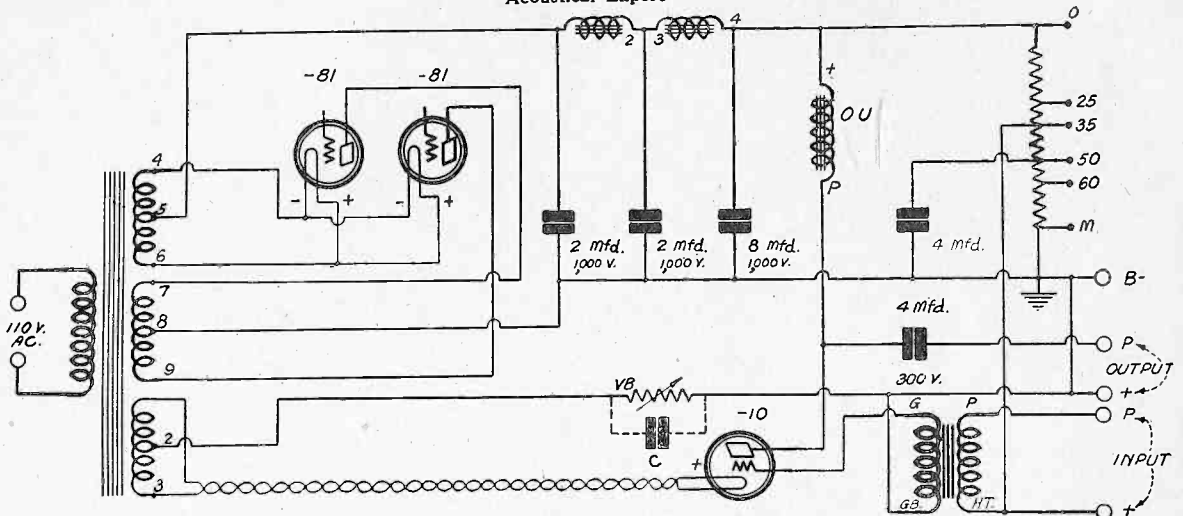 4
O
2
3
-81
-81
+
25
OU
35
4
50
5
60
P
- +
- +
M
6
2 mfd.
1,000 V.
2 mfd.
1,000 V.
8 mfd.
1,000 V.
4 mfd.
7
B-
8
4 mfd.
110 V.
AC.
P
OUTPUT
9
300 V.
VB
+
-10
G
P
P
2
C
+
INPUT
3
GB
HT.
+